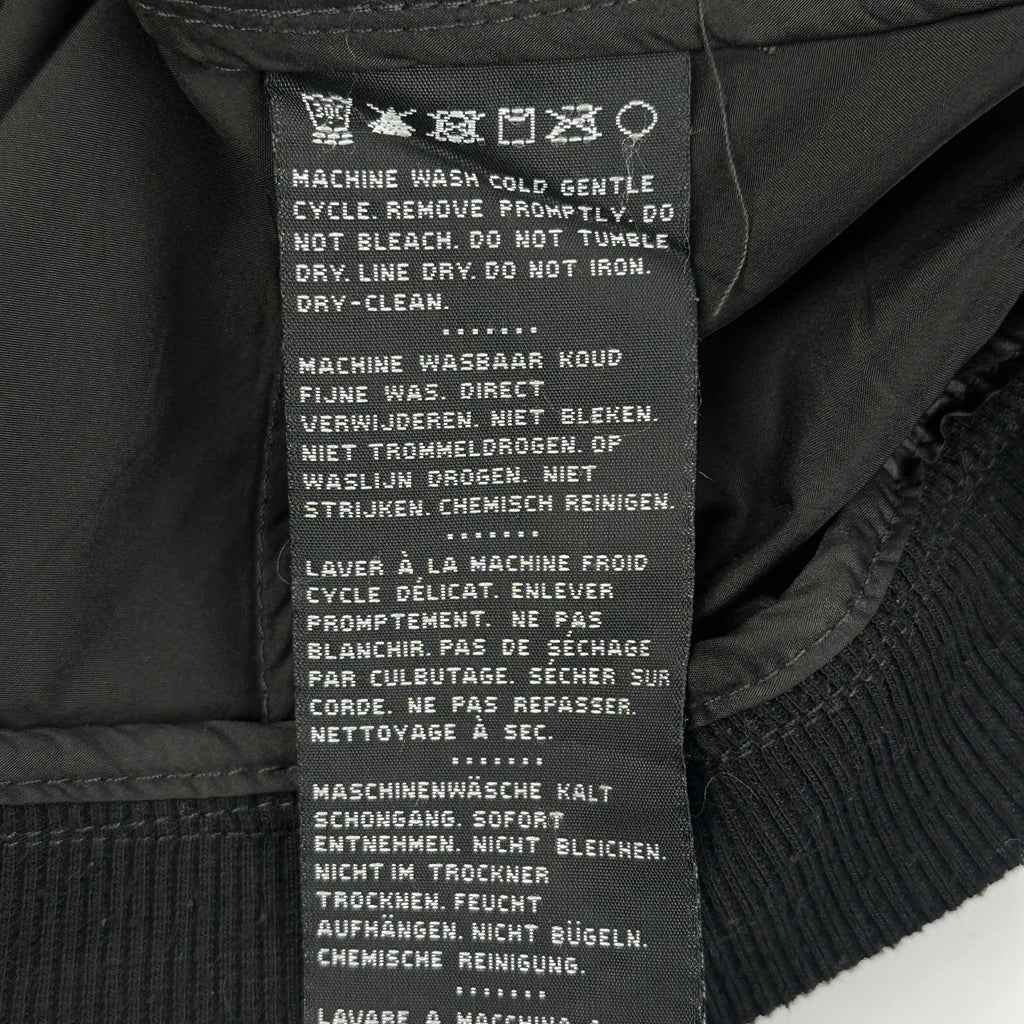 30C
MACHINE WASH COLD GENTLE
CYCLE. REMOVE PROMPTLY. DO
NOT BLEACH. DO NOT TUMBLE
DRY. LINE DRY. DO NOT IRON.
DRY-CLEAN.
MACHINE WASBAAR KOUD
FIJNE WAS. DIRECT
VERWIJDEREN. NIET BLEKEN.
NIET TROMMELDROGEN. OP
WASLIJN DROGEN. NIET
STRIJKEN. CHEMISCH REINIGEN.
LAVER À LA MACHINE FROID
CYCLE DÉLICAT. ENLEVER
PROMPTEMENT. NE PAS
BLANCHIR. PAS DE SÉCHAGE
PAR CULBUTAGE. SÉCHER SUR
CORDE. NE PAS REPASSER.
NETTOYAGE À SEC.
MASCHINENWÄSCHE KALT
SCHONGANG. SOFORT
ENTNEHMEN. NICHT BLEICHEN.
NICHT IM TROCKNER
TROCKNEN. FEUCHT
AUFHÄNGEN. NICHT BÜGELN.
CHEMISCHE REINIGUNG.
LAVARE A MACCHINA A